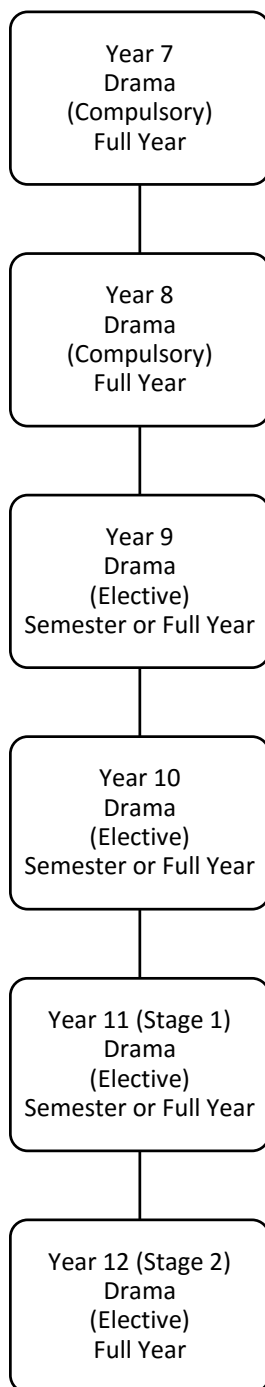 Year 7
Drama
(Compulsory)
Full Year
Year 8
Drama
(Compulsory)
Full Year
Year 9
Drama
(Elective)
Semester or Full Year
Year 10
Drama
(Elective)
Semester or Full Year
Year 11 (Stage 1)
Drama
(Elective)
Semester or Full Year
Year 12 (Stage 2)
Drama
(Elective)
Full Year